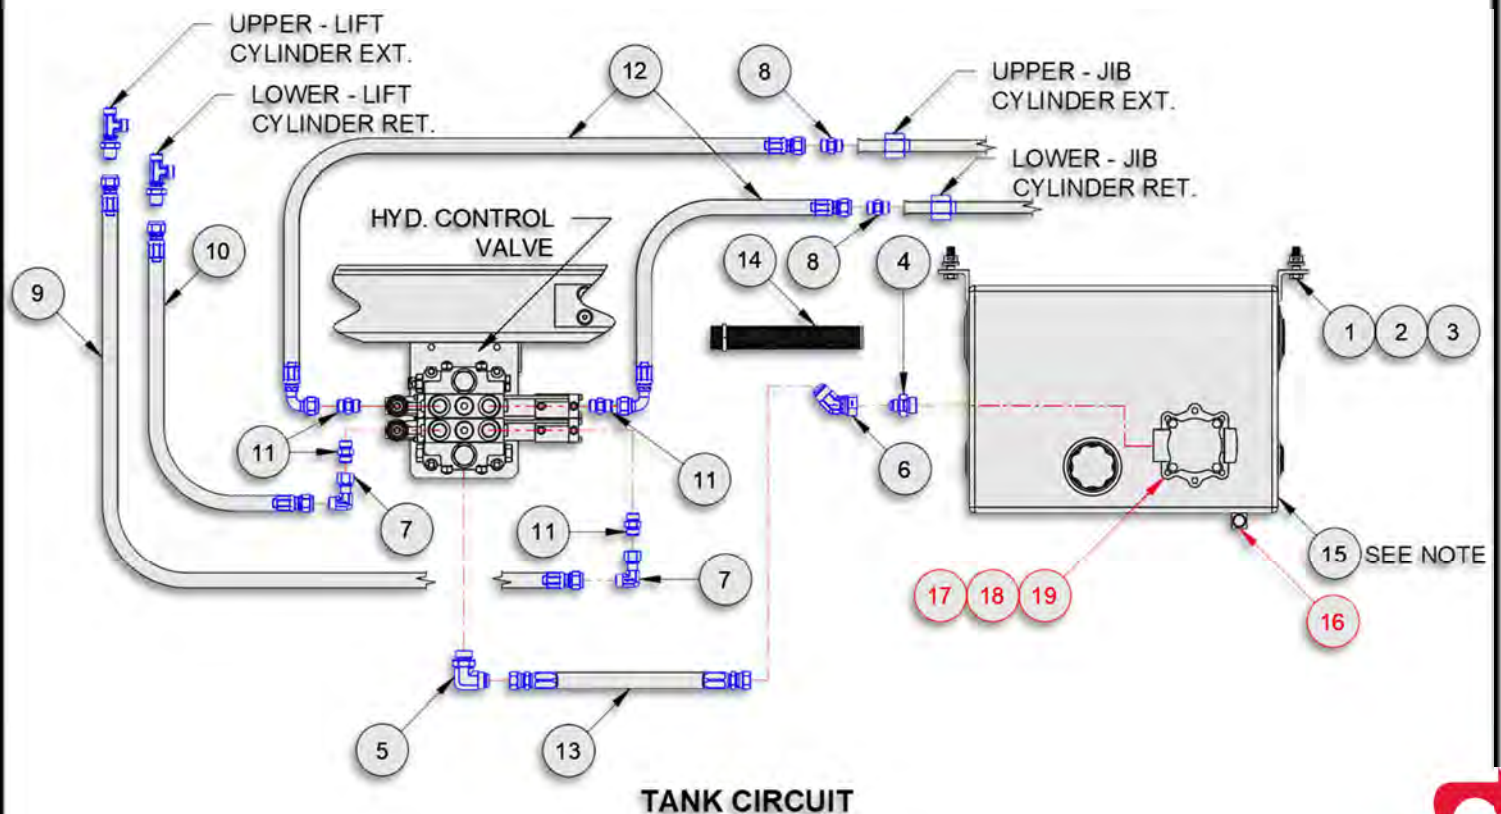 UPPER - LIFT
CYLINDER EXT.
LOWER - LIFT
CYLINDER RET.
12
8
UPPER - JIB
CYLINDER EXT.
LOWER - JIB
CYLINDER RET.
HYD. CONTROL
VALVE
10
14
8
4
9
1
2
3
11
11
6
7
11
15 SEE NOTE
7
17
18
19
16
5
13
TANK CIRCUIT